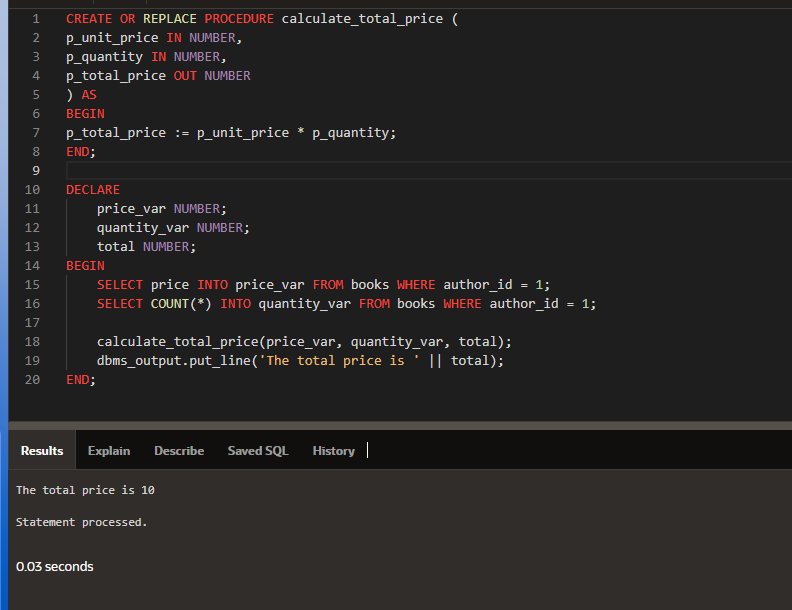 1 CREATE OR REPLACE PROCEDURE calculate_total_price (
2 p_unit_price IN NUMBER,
3 p_quantity IN NUMBER,
4 p_total_price OUT NUMBER
5 ) AS
6 BEGIN
7 p_total_price := p_unit_price * p_quantity;
8 END;
9
10 DECLARE
11     price_var NUMBER;
12     quantity_var NUMBER;
13     total NUMBER;
14 BEGIN
15     SELECT price INTO price_var FROM books WHERE author_id = 1;
16     SELECT COUNT(*) INTO quantity_var FROM books WHERE author_id = 1;
17
18     calculate_total_price(price_var, quantity_var, total);
19     dbms_output.put_line('The total price is ' || total);
20 END;
Results Explain Describe Saved SQL History
The total price is 10
Statement processed.
0.03 seconds